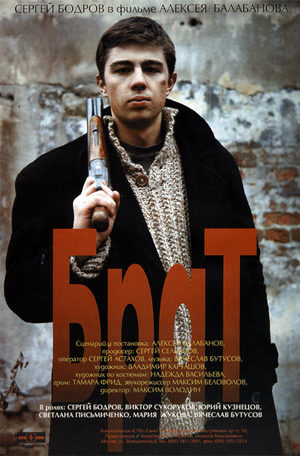 СЕРГЕЙ БОДРОВ В фильме АЛЕКСЕЯ БАЛАБАНОВА
Брат
Сценарий и постановка: АЛЕКСЕЙ БАЛАБАНОВ,
продюсер: СЕРГЕЙ СЕЛЬЯНОВ,
оператор СЕРГЕЙ АСТАХОВ, музыка: ВЯЧЕСЛАВ БУТУСОВ,
художник: ВЛАДИМИР КАРТАШОВ,
художник по костюмам: НАДЕЖДА ВАСИЛЬЕВА,
грим: ТАМАРА ФРИД, звукорежиссер МАКСИМ БЕЛОВОЛОВ,
директор: МАКСИМ ВОЛОДИН
В ролях: СЕРГЕЙ БОДРОВ, ВИКТОР СУХОРУКОВ, ЮРИЙ КУЗНЕЦОВ,
СВЕТЛАНА ПИСЬМИЧЕНКО, МАРИЯ ЖУКОВА, ВЯЧЕСЛАВ БУТУСОВ
Кинокомпания «СТВ»